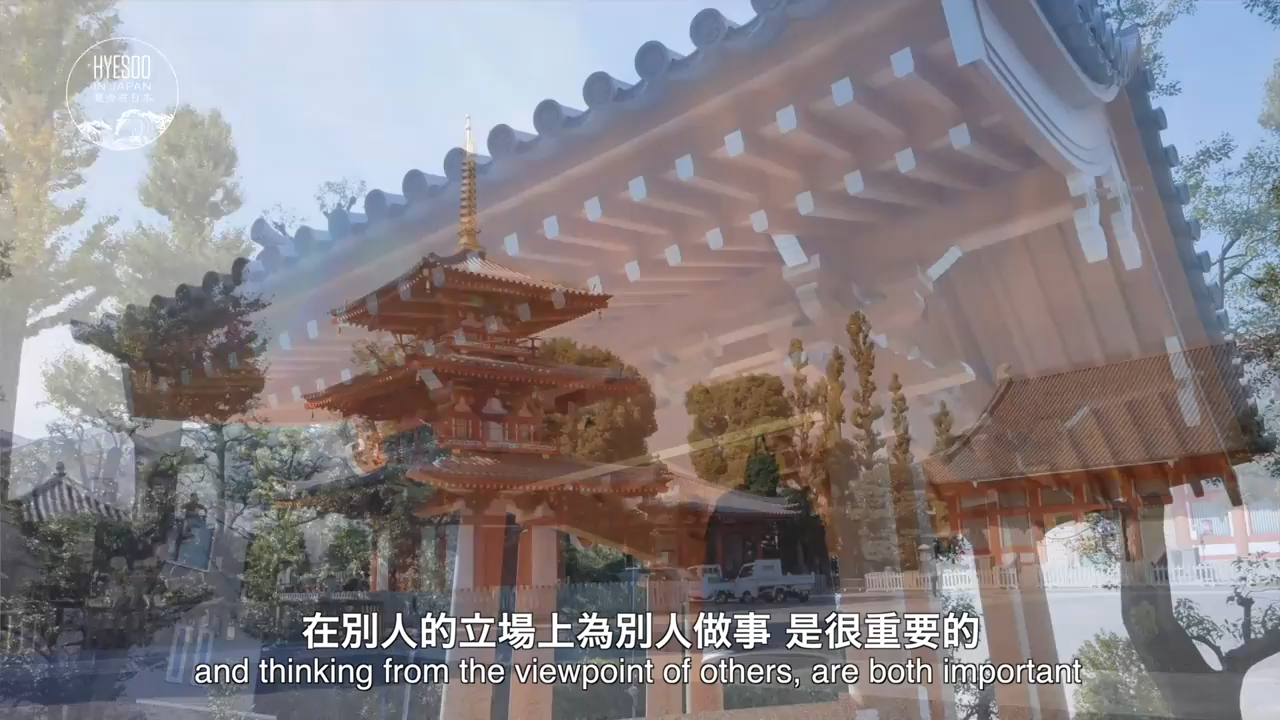 HYESOO
IN JAPAN
在別人的立場上為別人做事 是很重要的
and thinking from the viewpoint of others, are both important